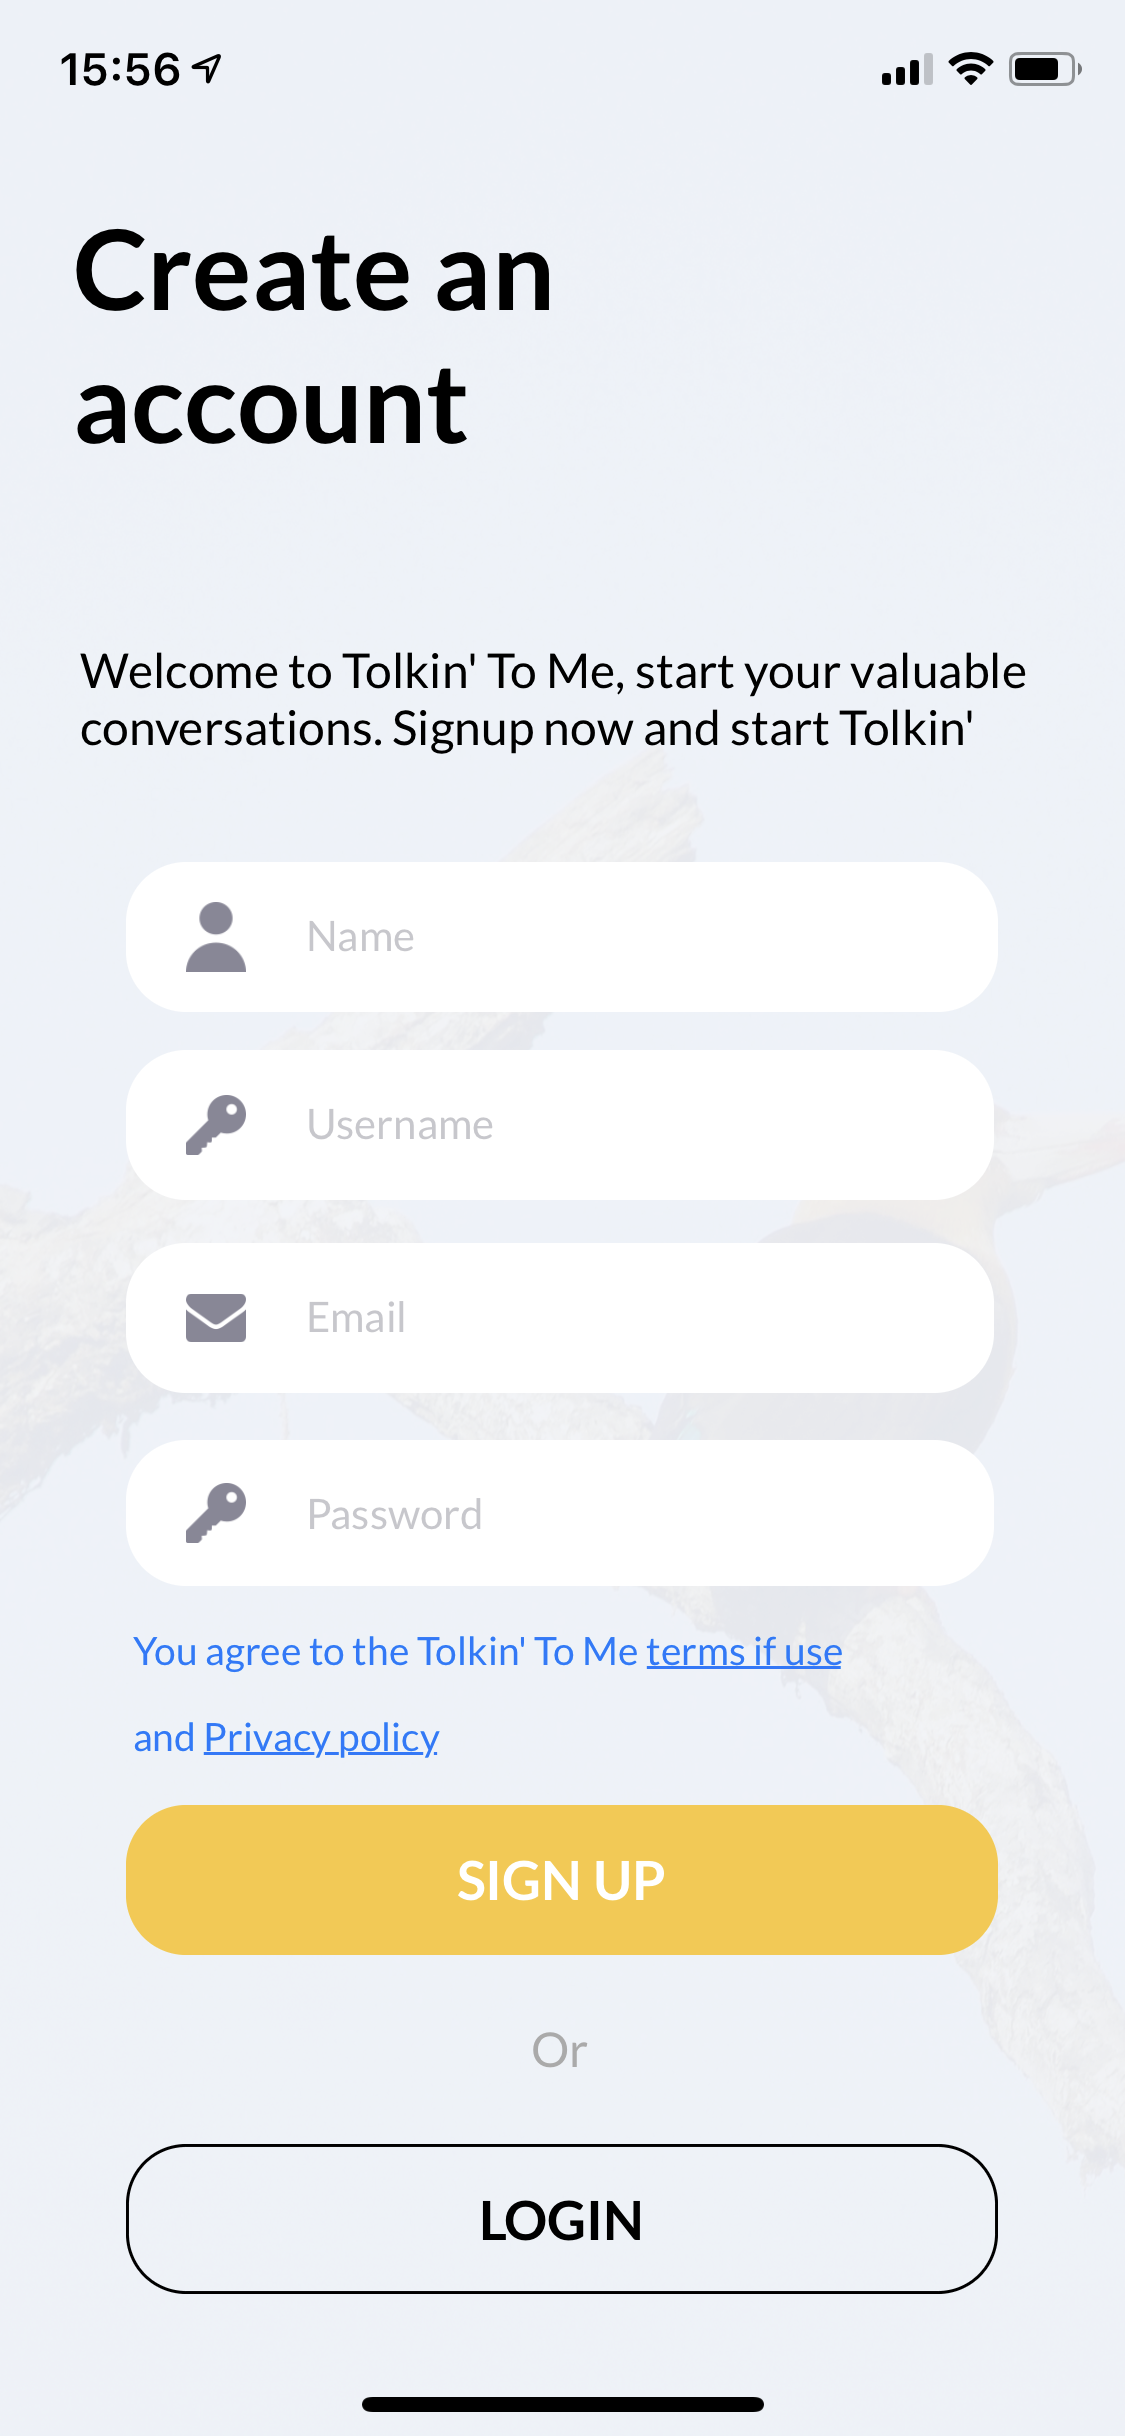 15:56
Create an
account
Welcome to Tolkin' To Me, start your valuable
conversations. Signup now and start Tolkin'
Name
Username
Email
Password
You agree to the Tolkin' To Me terms if use
and Privacy policy
SIGN UP
Or
LOGIN